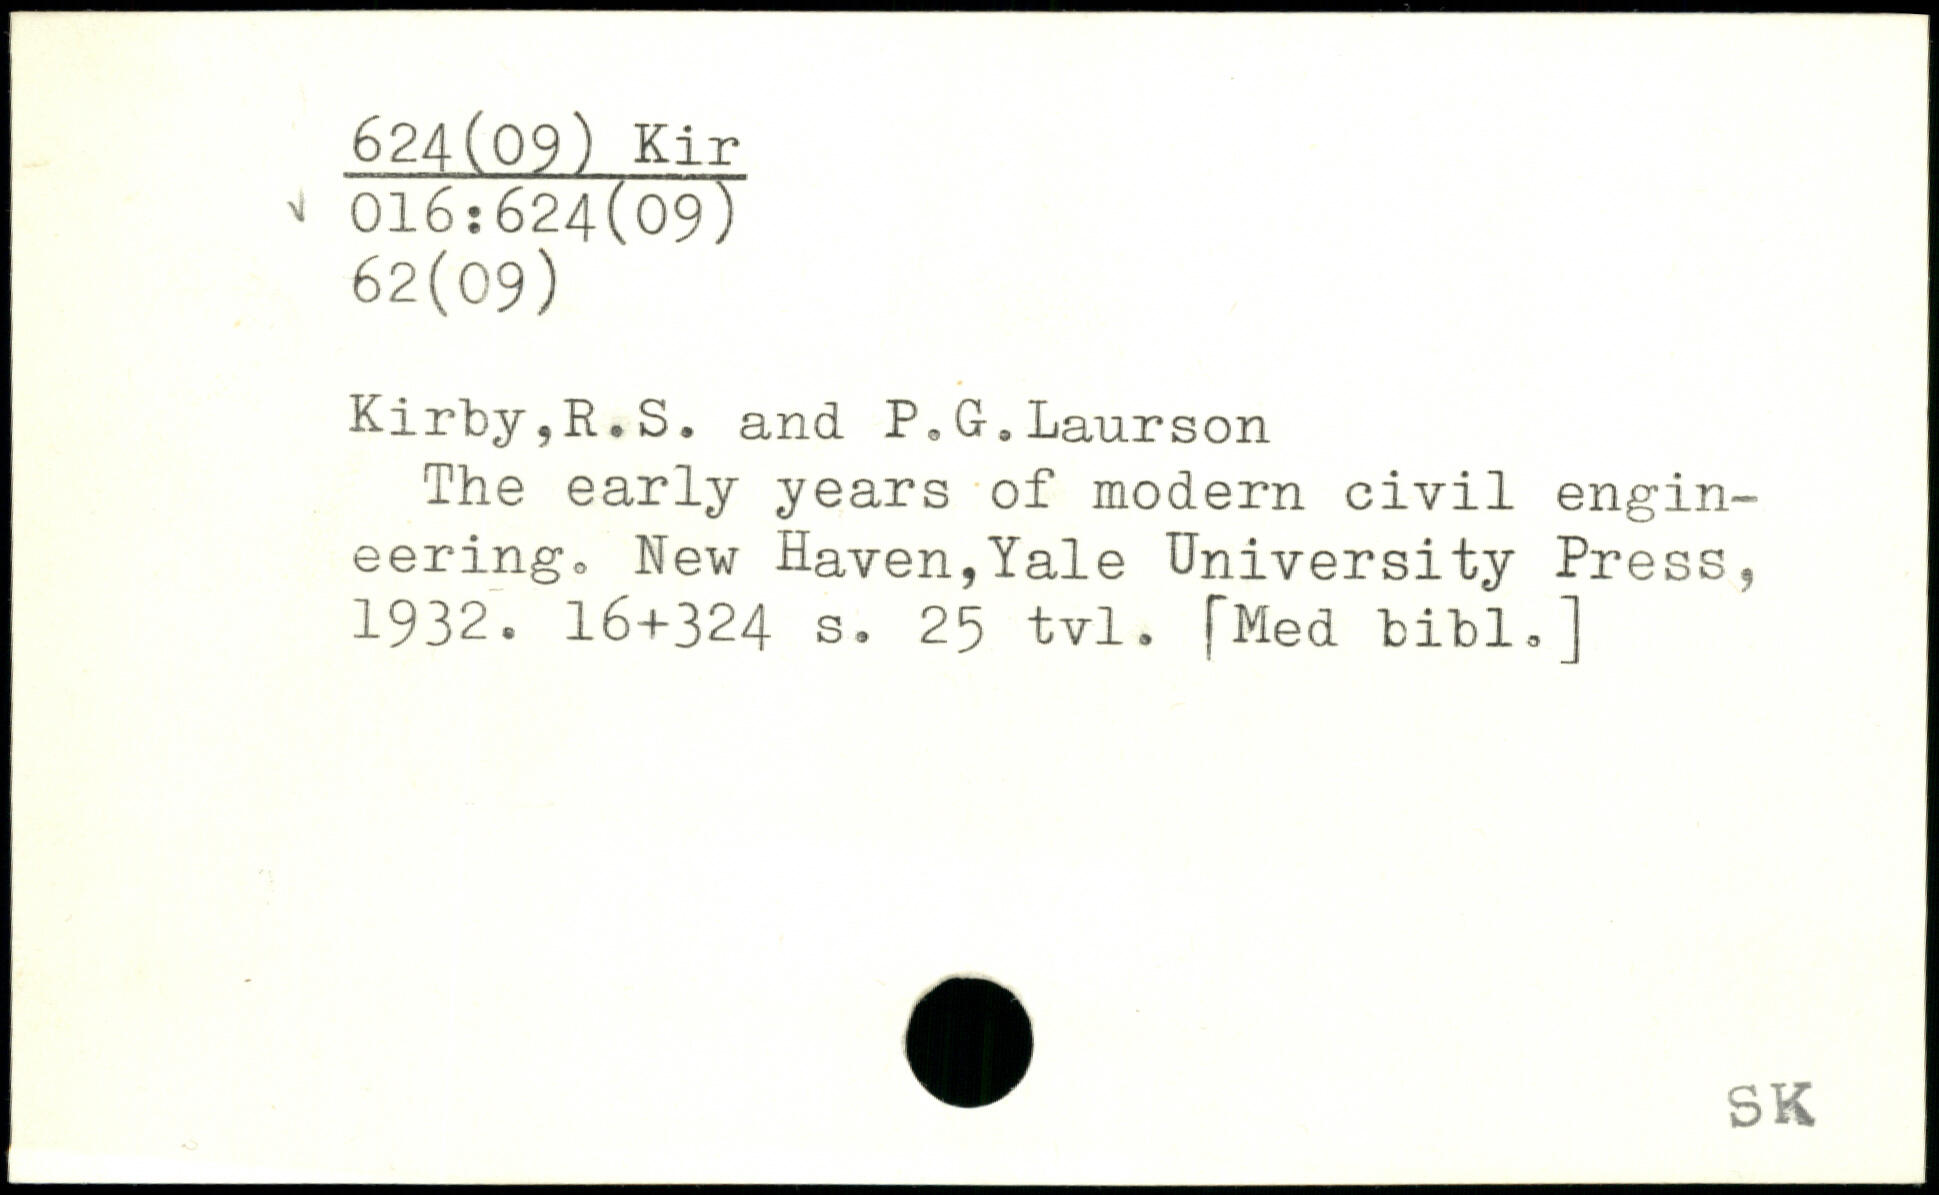 624(09) Kir
016:624(09)
62(09)
Kirby,R.S. and P.G.Laurson
The early years of modern civil engin-
eering. New Haven,Yale University Press,
1932. 16+324 s. 25 tvl. [Med bibl.]
SK